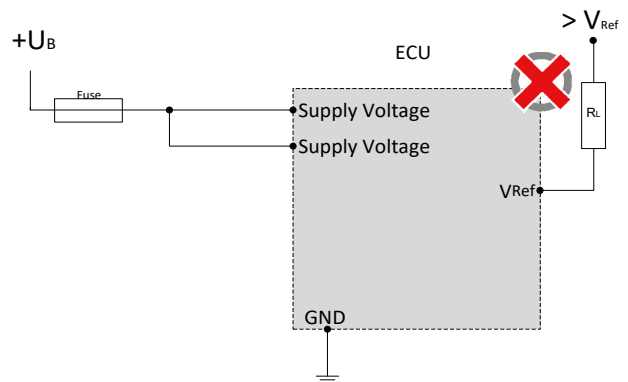 > VRef
+UB
ECU
Fuse
Supply Voltage
RL
Supply Voltage
VRef
GND